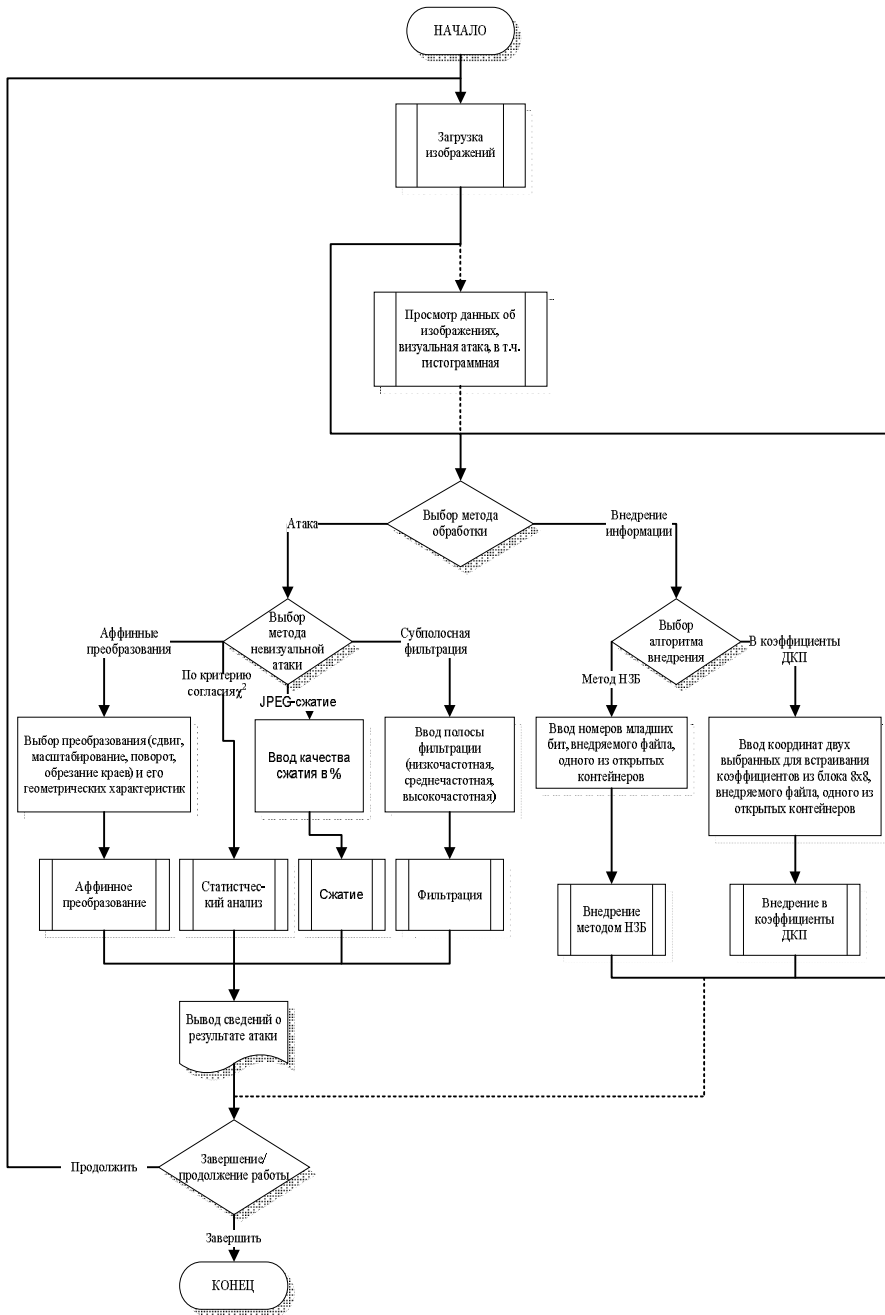 НАЧАЛО
Загрузка
изображений
Просмотр данных об
изображениях,
визуальная атака, в т.ч.
гистограммная
Выбор метода
обработки
Атака
Внедрение
информации
Выбор
метода
невизуальной
атаки
Аффинные
преобразования
По критерию
согласия χ²
JPEG-сжатие
Субполосная
фильтрация
Выбор
алгоритма
внедрения
Метод НЗБ
В коэффициенты
ДКП
Выбор преобразования (сдвиг,
масштабирование, поворот,
обрезание краев) и его
геометрических характеристик
Ввод качества
сжатия в %
Ввод полосы
фильтрации
(низкочастотная,
среднечастотная,
высокочастотная)
Ввод номеров младших
бит, внедряемого файла,
одного из открытых
контейнеров
Ввод координат двух
выбранных для встраивания
коэффициентов из блока 8х8,
внедряемого файла, одного из
открытых контейнеров
Аффинное
преобразование
Статистчес-
кий анализ
Сжатие
Фильтрация
Внедрение
методом НЗБ
Внедрение в
коэффициенты
ДКП
Вывод сведений о
результате атаки
Завершение/
продолжение работы
Продолжить
Завершить
КОНЕЦ